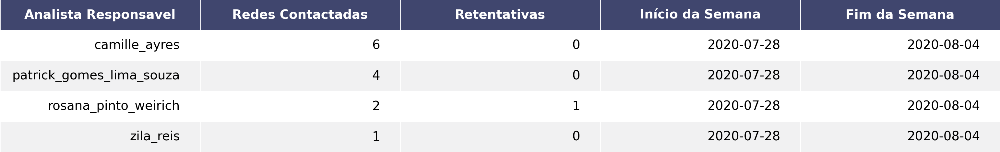 Analista Responsavel Redes Contactadas Retentativas Início da Semana Fim da Semana
camille_ayres 6 0 2020-07-28 2020-08-04
patrick_gomes_lima_souza 4 0 2020-07-28 2020-08-04
rosana_pinto_weirich 2 1 2020-07-28 2020-08-04
zila_reis 1 0 2020-07-28 2020-08-04